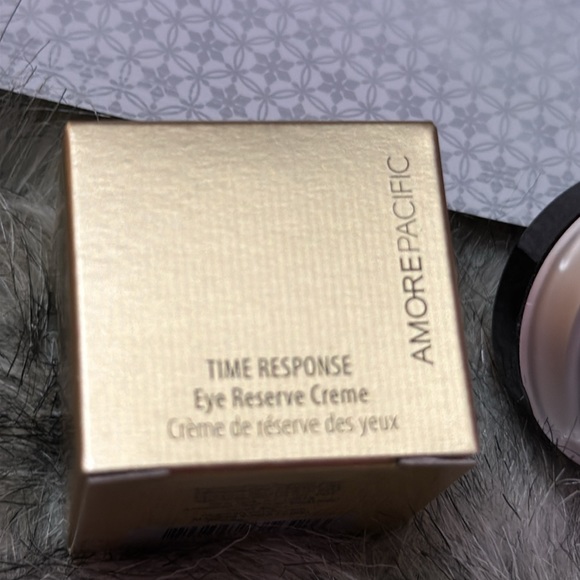 AMOREPACIFIC
TIME RESPONSE
Eye Reserve Creme
Crème de réserve des yeux